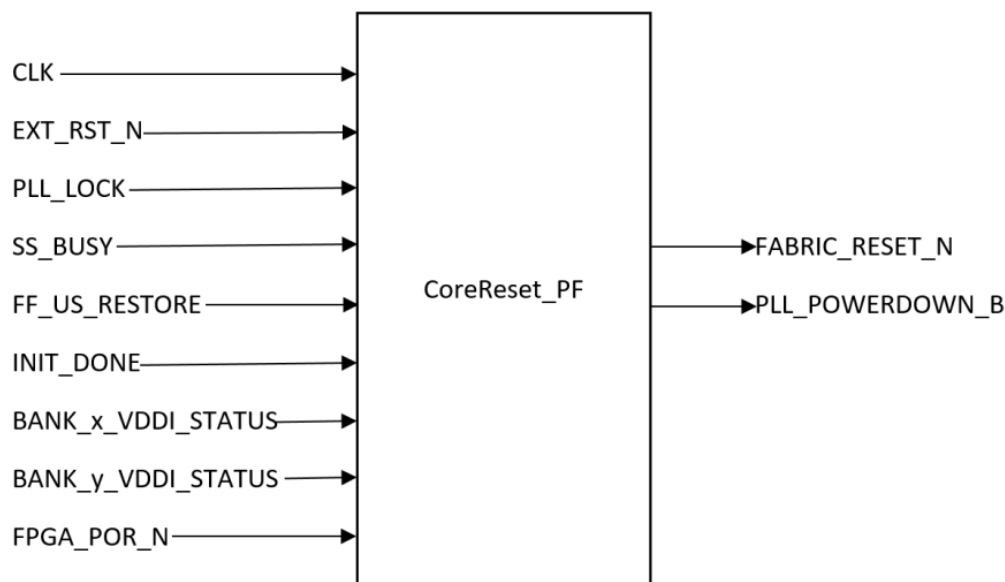 CLK
EXT_RST_N
PLL_LOCK
SS_BUSY
FF_US_RESTORE
INIT_DONE
BANK_x_VDDI_STATUS
BANK_y_VDDI_STATUS
FPGA_POR_N
CoreReset_PF
FABRIC_RESET_N
PLL_POWERDOWN_B